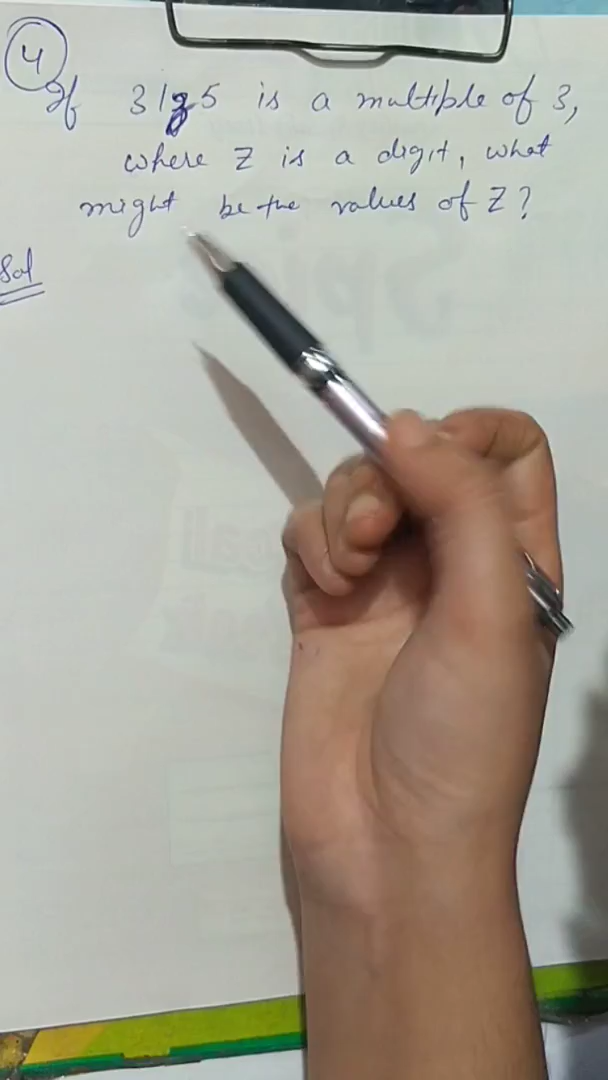 4
If 31z5 is a multiple of 3,
where z is a digit, what
might be the values of z?
Sol